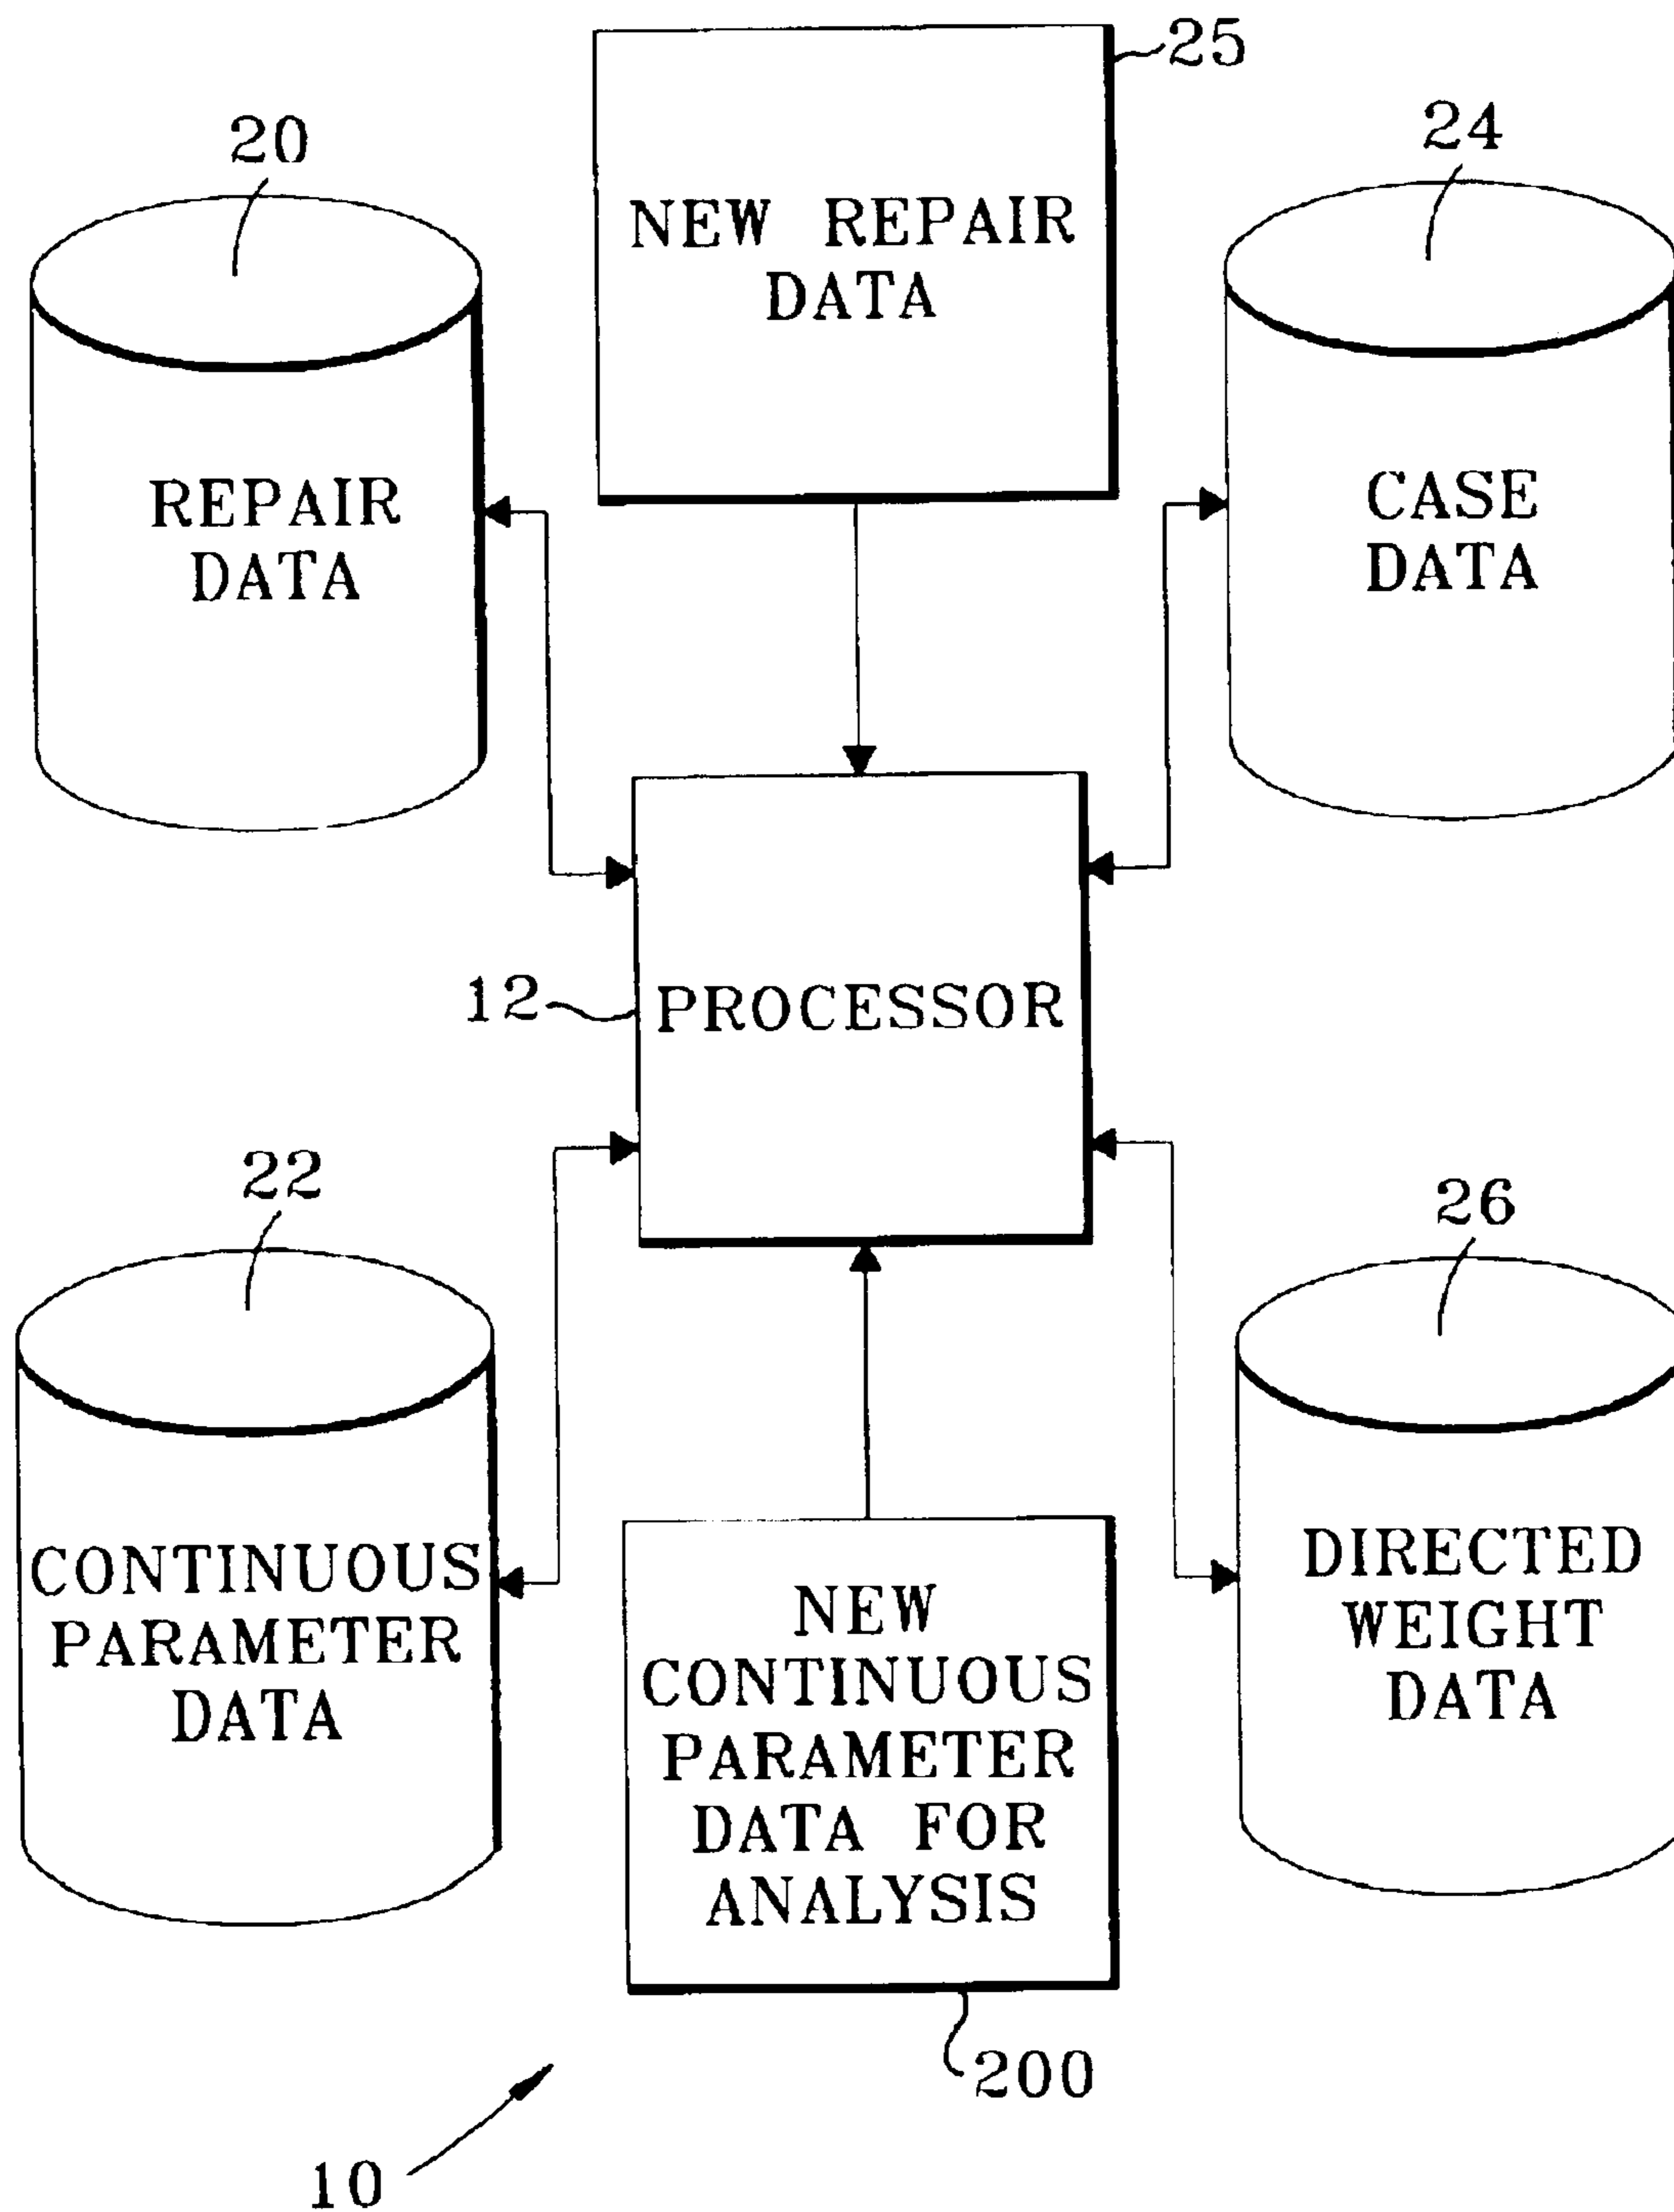 25
20
24
NEW REPAIR
DATA
REPAIR
DATA
CASE
DATA
12
PROCESSOR
22
26
CONTINUOUS
PARAMETER
DATA
NEW
CONTINUOUS
PARAMETER
DATA FOR
ANALYSIS
DIRECTED
WEIGHT
DATA
200
10